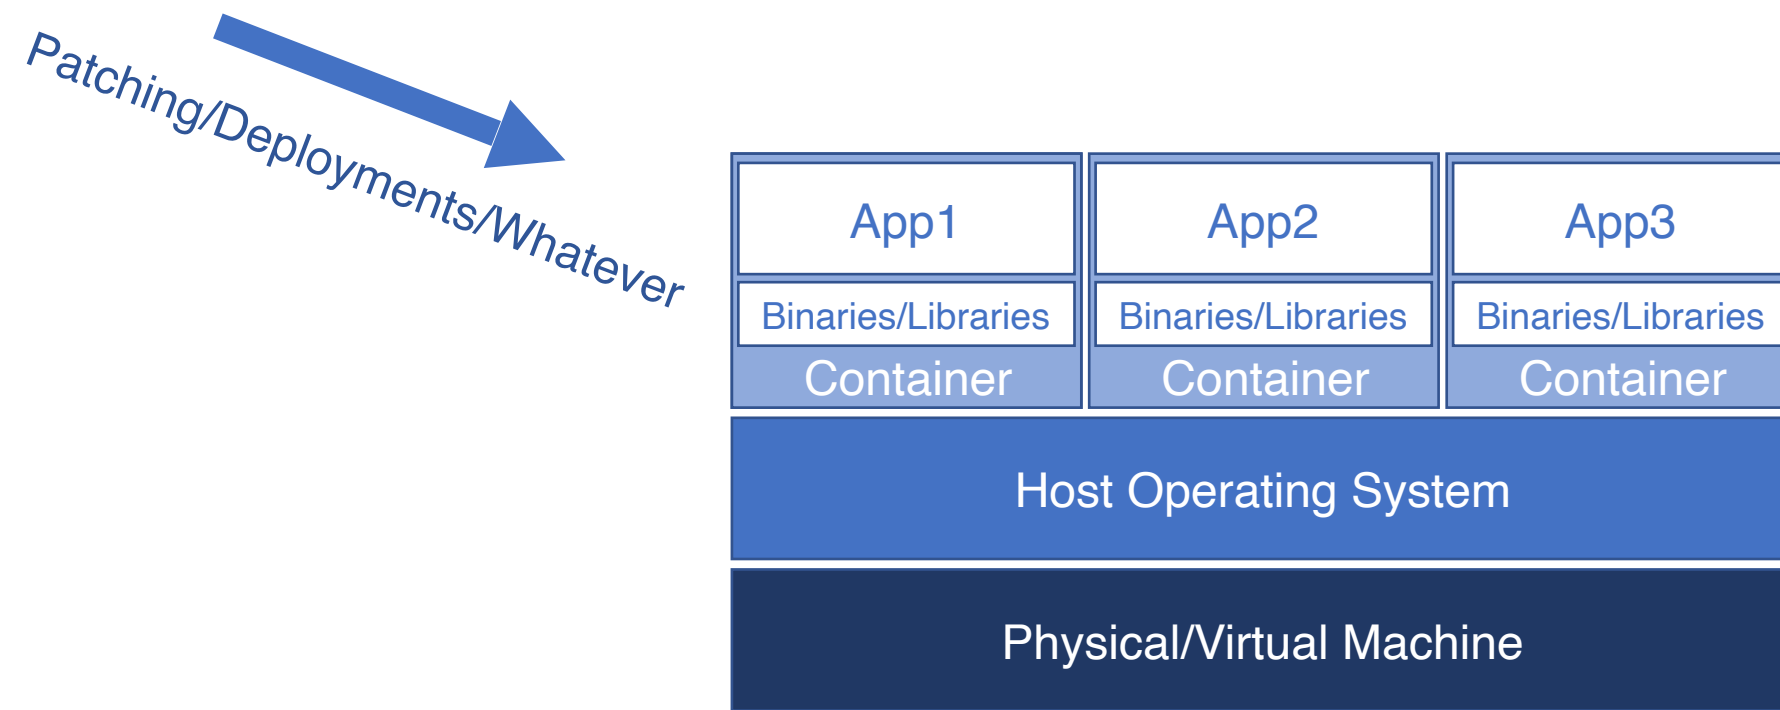 Patching/Deployments/Whatever
App1
App2
App3
Binaries/Libraries
Binaries/Libraries
Binaries/Libraries
Container
Container
Container
Host Operating System
Physical/Virtual Machine